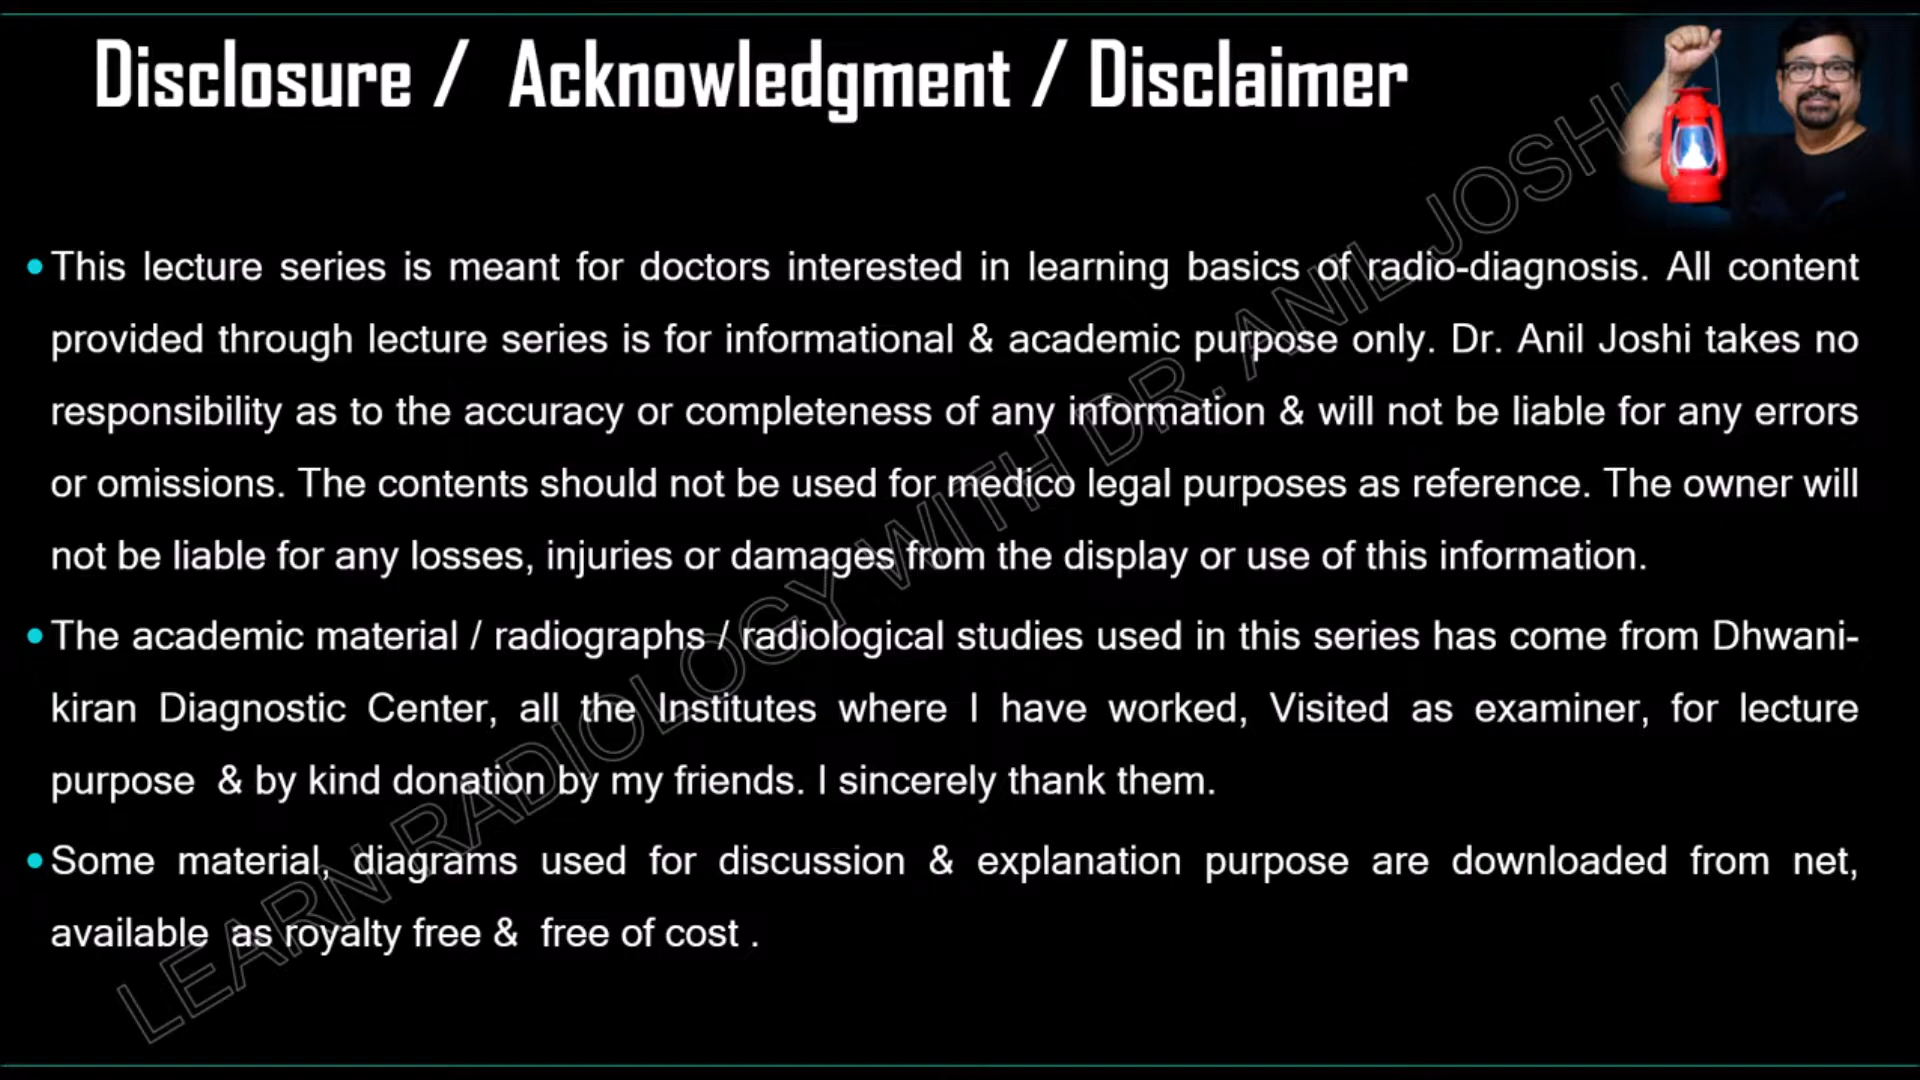 Disclosure /  Acknowledgment / Disclaimer
• This lecture series is meant for doctors interested in learning basics of radio-diagnosis. All content
provided through lecture series is for informational & academic purpose only. Dr. Anil Joshi takes no
responsibility as to the accuracy or completeness of any information & will not be liable for any errors
or omissions. The contents should not be used for medico legal purposes as reference. The owner will
not be liable for any losses, injuries or damages from the display or use of this information.
• The academic material / radiographs / radiological studies used in this series has come from Dhwani-
kiran Diagnostic Center, all the Institutes where I have worked, Visited as examiner, for lecture
purpose  & by kind donation by my friends. I sincerely thank them.
• Some material, diagrams used for discussion & explanation purpose are downloaded from net,
available  as royalty free &  free of cost .
LEARN RADIOLOGY WITH DR. ANIL JOSHI